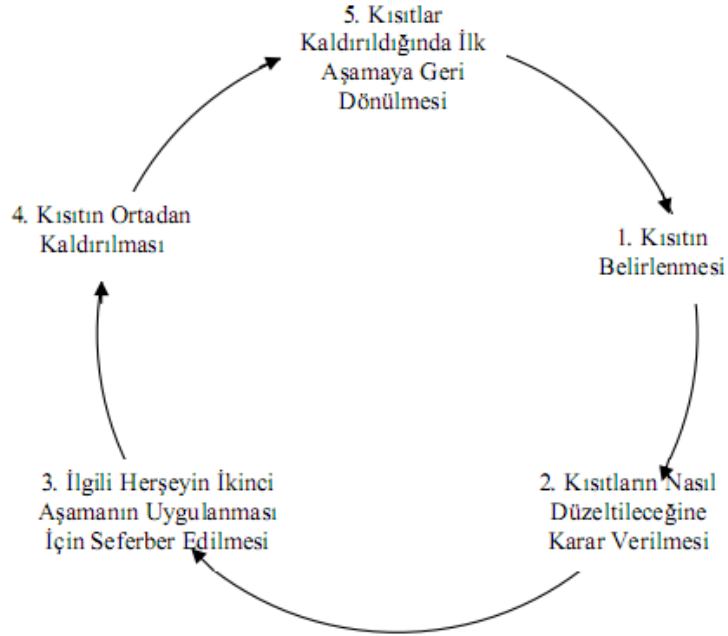 5. Kısıtlar
Kaldırıldığında İlk
Aşamaya Geri
Dönülmesi
1. Kısıtın
Belirlenmesi
2. Kısıtların Nasıl
Düzeltileceğine
Karar Verilmesi
3. İlgili Herşeyin İkinci
Aşamanın Uygulanması
İçin Seferber Edilmesi
4. Kısıtın Ortadan
Kaldırılması